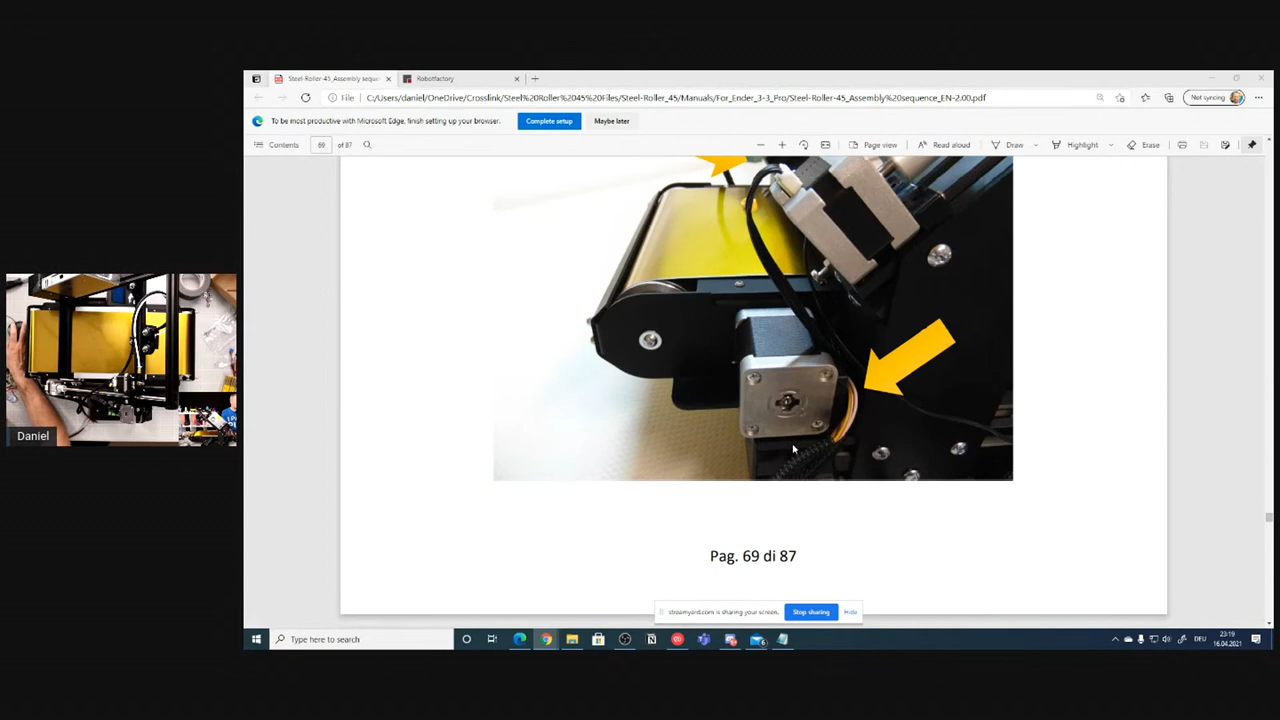 Steel-Roller-45_Assembly sequen
Robotfactory
File
C:/Users/daniel/OneDrive/Crosslink/Steel%20Roller%2045%20Files/Steel-Roller_45/Manuals/For_Ender_3-3_Pro/Steel-Roller-45_Assembly%20sequence_EN-2.00.pdf
Not syncing
To be most productive with Microsoft Edge, finish setting up your browser.
Complete setup
Maybe later
Contents
69
of 87
Page view
Read aloud
Draw
Highlight
Erase
Daniel
Pag. 69 di 87
streamyard.com is sharing your screen.
Stop sharing
Hide
Type here to search
DEU
23:19
16.04.2021